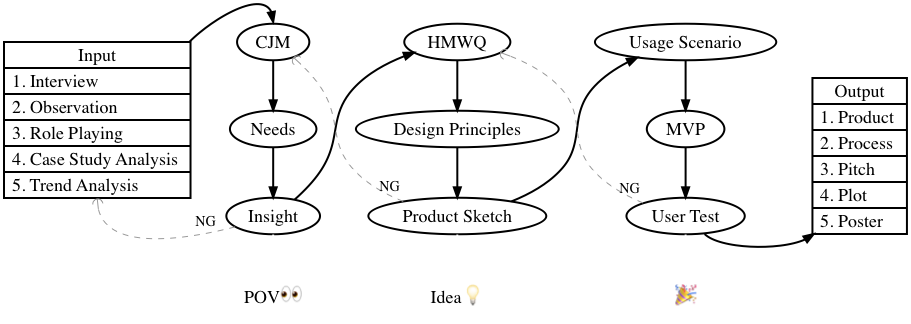 Input
1. Interview
2. Observation
3. Role Playing
4. Case Study Analysis
5. Trend Analysis
CJM
Needs
Insight
NG
HMWQ
Design Principles
Product Sketch
NG
Usage Scenario
MVP
User Test
NG
Output
1. Product
2. Process
3. Pitch
4. Plot
5. Poster
POV👀
Idea💡
🎉